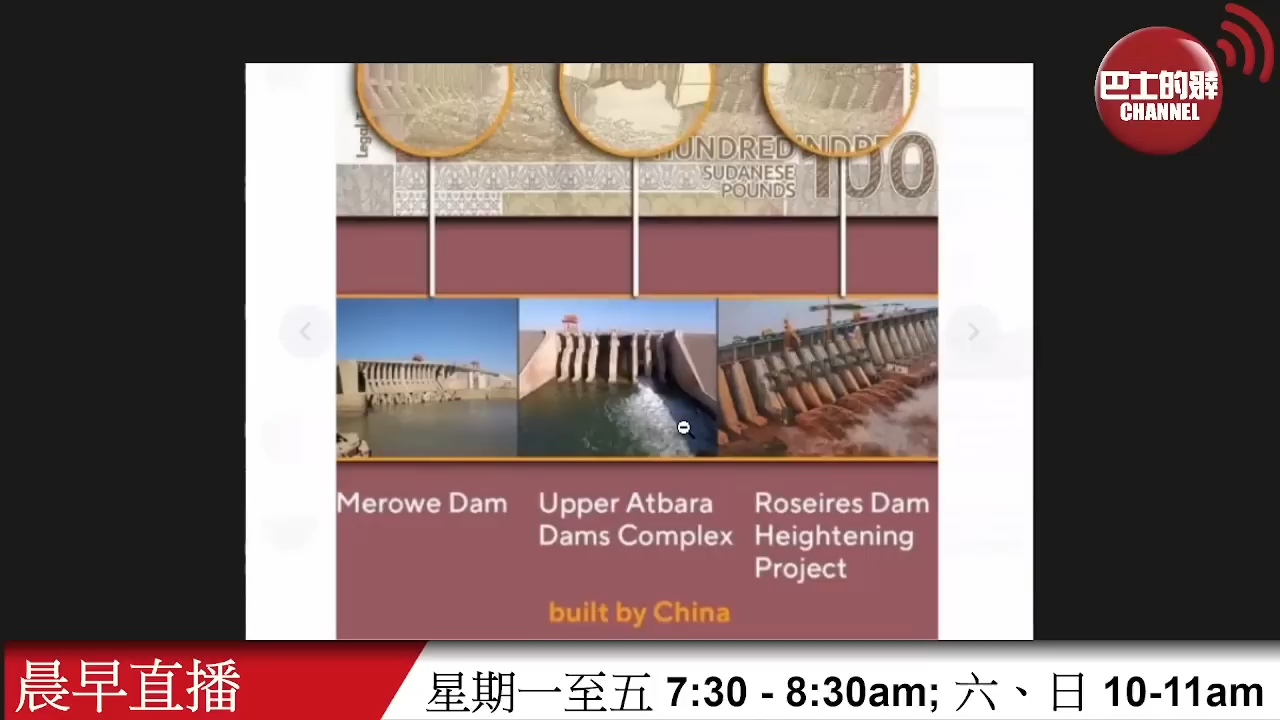 巴士的報
CHANNEL
Legal T
HUNDRED
SUDANESE
POUNDS
100
Merowe Dam
Upper Atbara
Dams Complex
Roseires Dam
Heightening
Project
built by China
晨早直播
星期一至五 7:30 - 8:30am; 六、日 10-11am